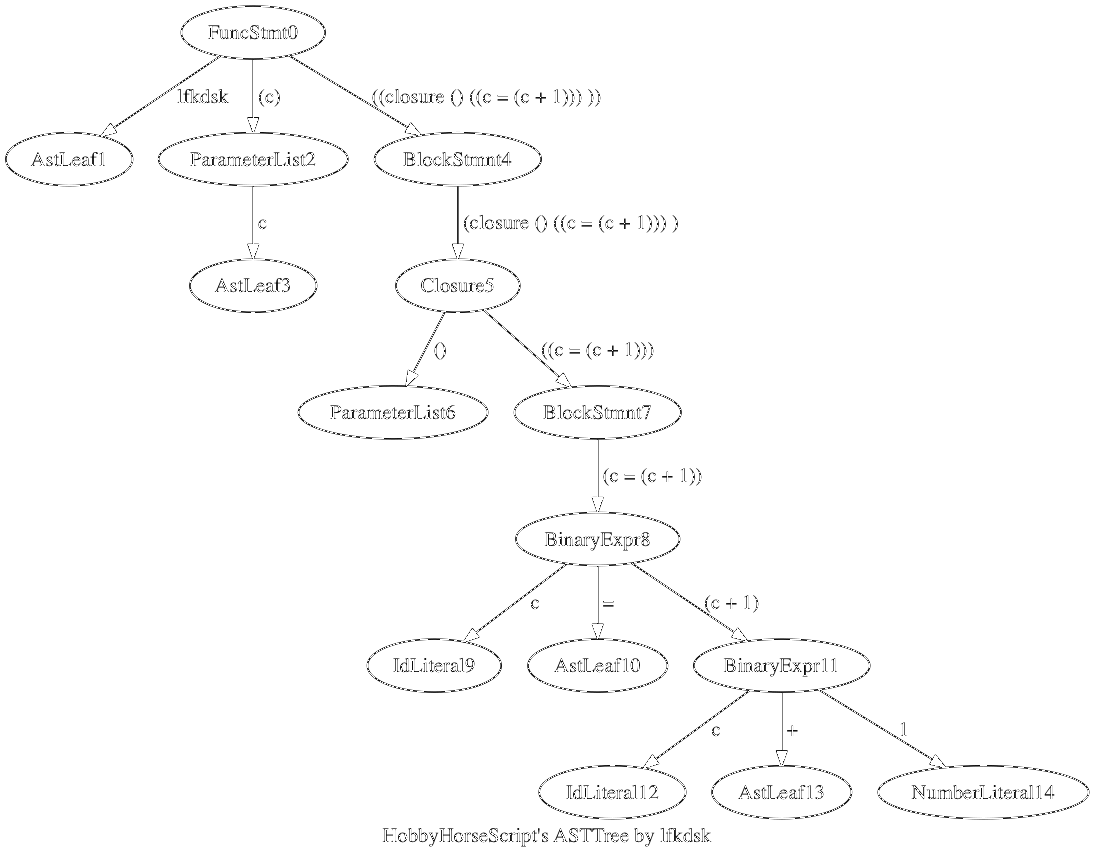 FuncStmt0
lfkdsk (c) ((closure () ((c = (c + 1))) ))
AstLeaf1 ParameterList2 BlockStmnt4
c (closure () ((c = (c + 1))) )
AstLeaf3 Closure5
() ((c = (c + 1)))
ParameterList6 BlockStmnt7
(c = (c + 1))
BinaryExpr8
c = (c + 1)
IdLiteral9 AstLeaf10 BinaryExpr11
c + 1
IdLiteral12 AstLeaf13 NumberLiteral14
HobbyHorseScript's ASTTree by lfkdsk